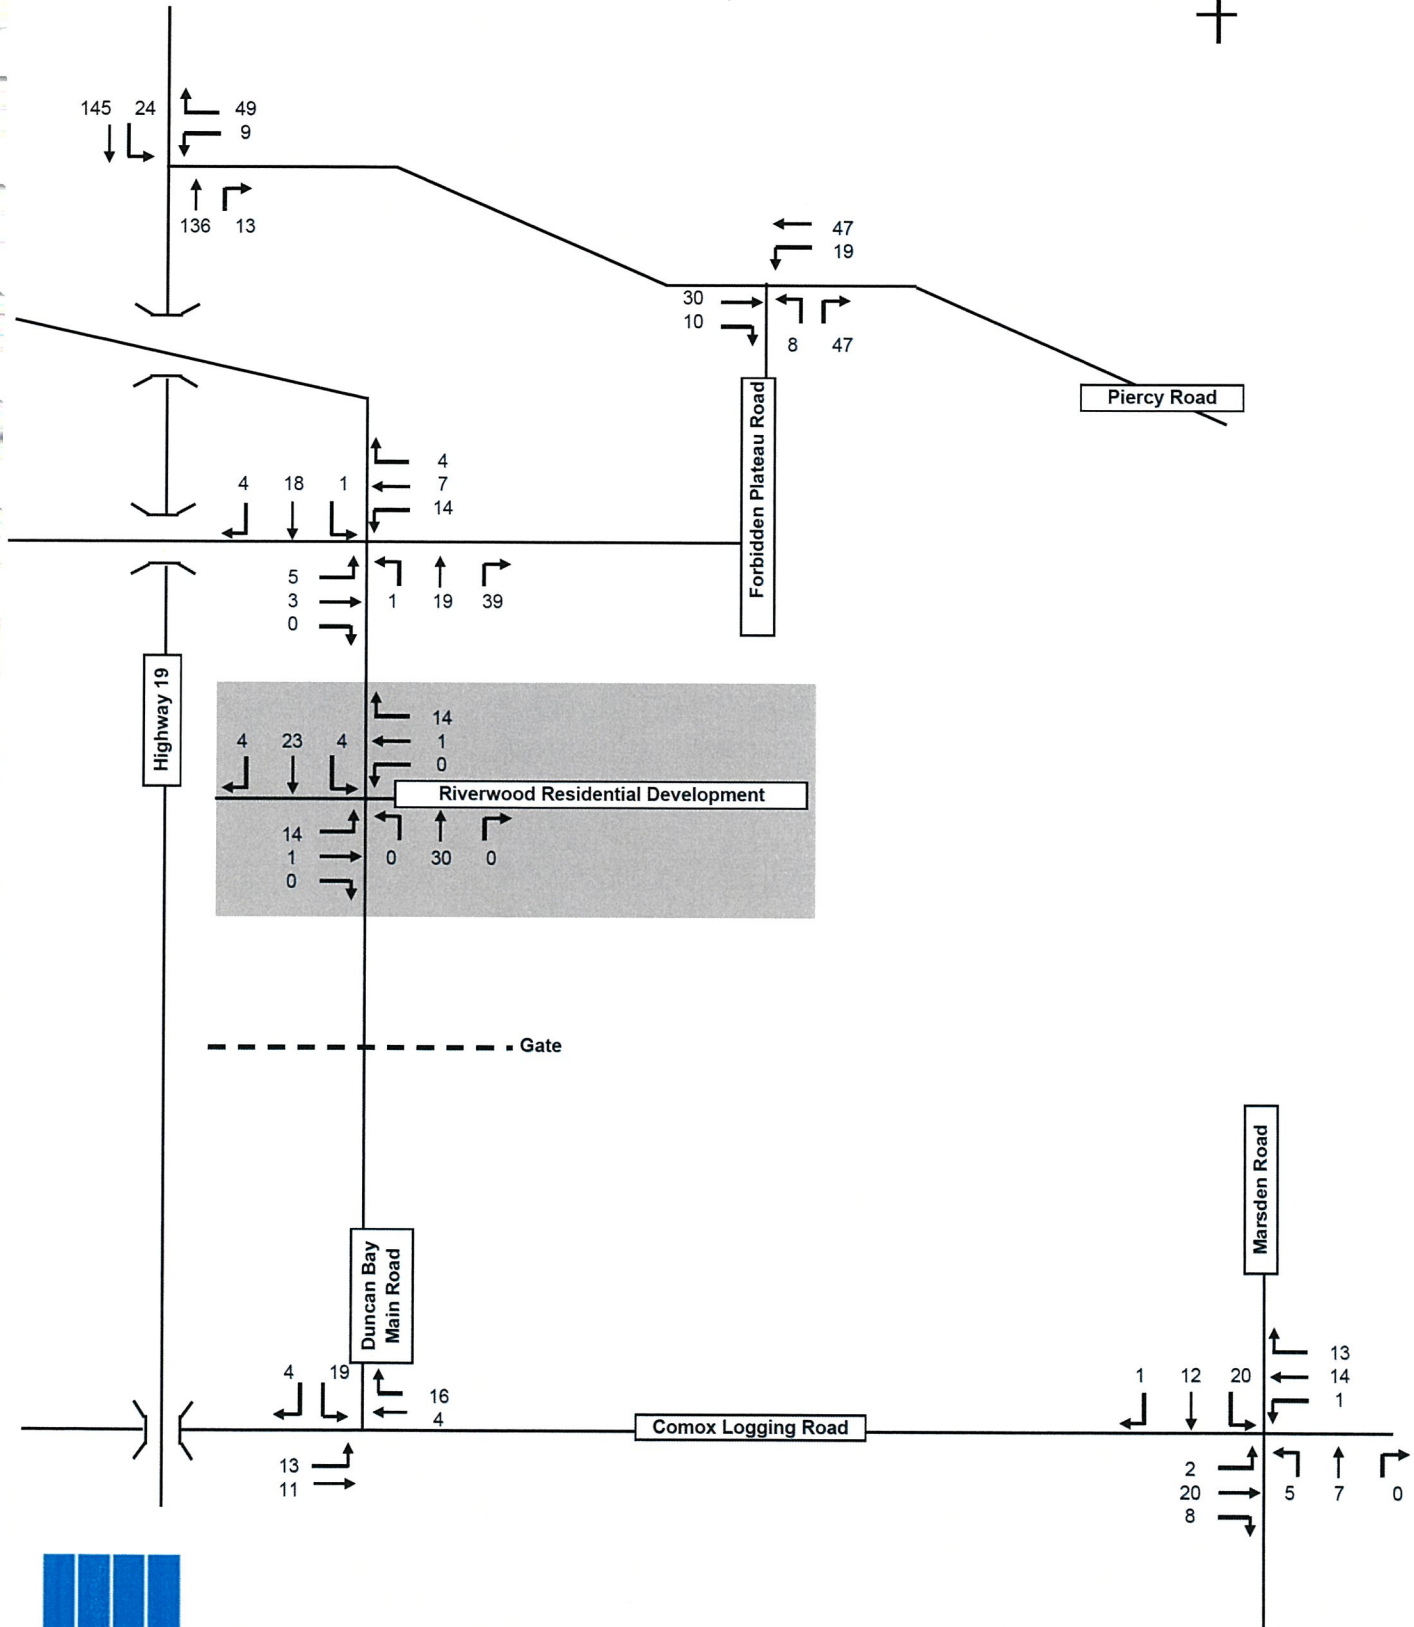 145 24 49
9
136 13
47
19
30
10
8 47
Piercy Road
Forbidden Plateau Road
4
4 18 1 7
14
5
3 1 19 39
0
Highway 19
14
4 23 4 1
0
Riverwood Residential Development
14
1 0 30 0
0
Gate
Marsden Road
Duncan Bay
Main Road
4 19
16
4
13
1 12 20 14
1
Comox Logging Road
13
11
2
20 5 7 0
8